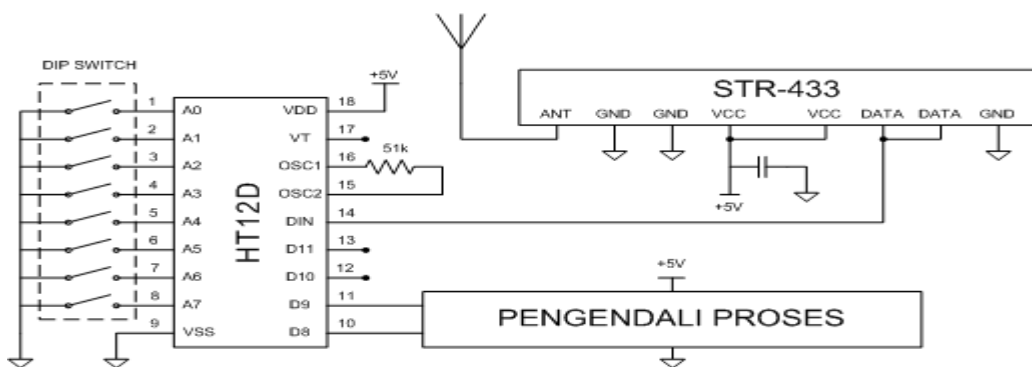 DIP SWITCH
+5V
STR-433
ANT GND GND VCC VCC DATA DATA GND
1 A0 VDD 18
2 A1 VT 17
3 A2 OSC1 16 51k
4 A3 OSC2 15
5 A4 DIN 14
6 A5 D11 13
7 A6 D10 12
8 A7 D9 11
9 VSS D8 10
HT12D
+5V
+5V
PENGENDALI PROSES